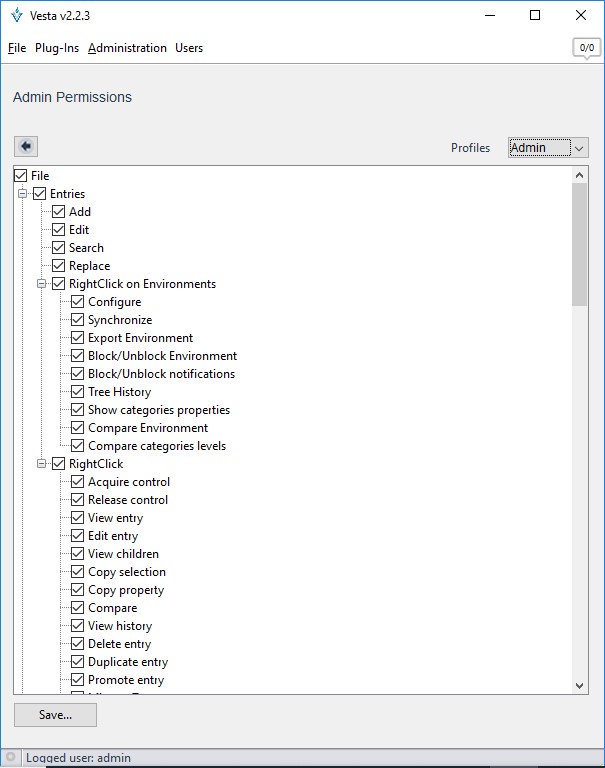 Vesta v2.2.3
File Plug-Ins Administration Users
0/0
Admin Permissions
Profiles Admin
File
Entries
Add
Edit
Search
Replace
RightClick on Environments
Configure
Synchronize
Export Environment
Block/Unblock Environment
Block/Unblock notifications
Tree History
Show categories properties
Compare Environment
Compare categories levels
RightClick
Acquire control
Release control
View entry
Edit entry
View children
Copy selection
Copy property
Compare
View history
Delete entry
Duplicate entry
Promote entry
Save...
Logged user: admin